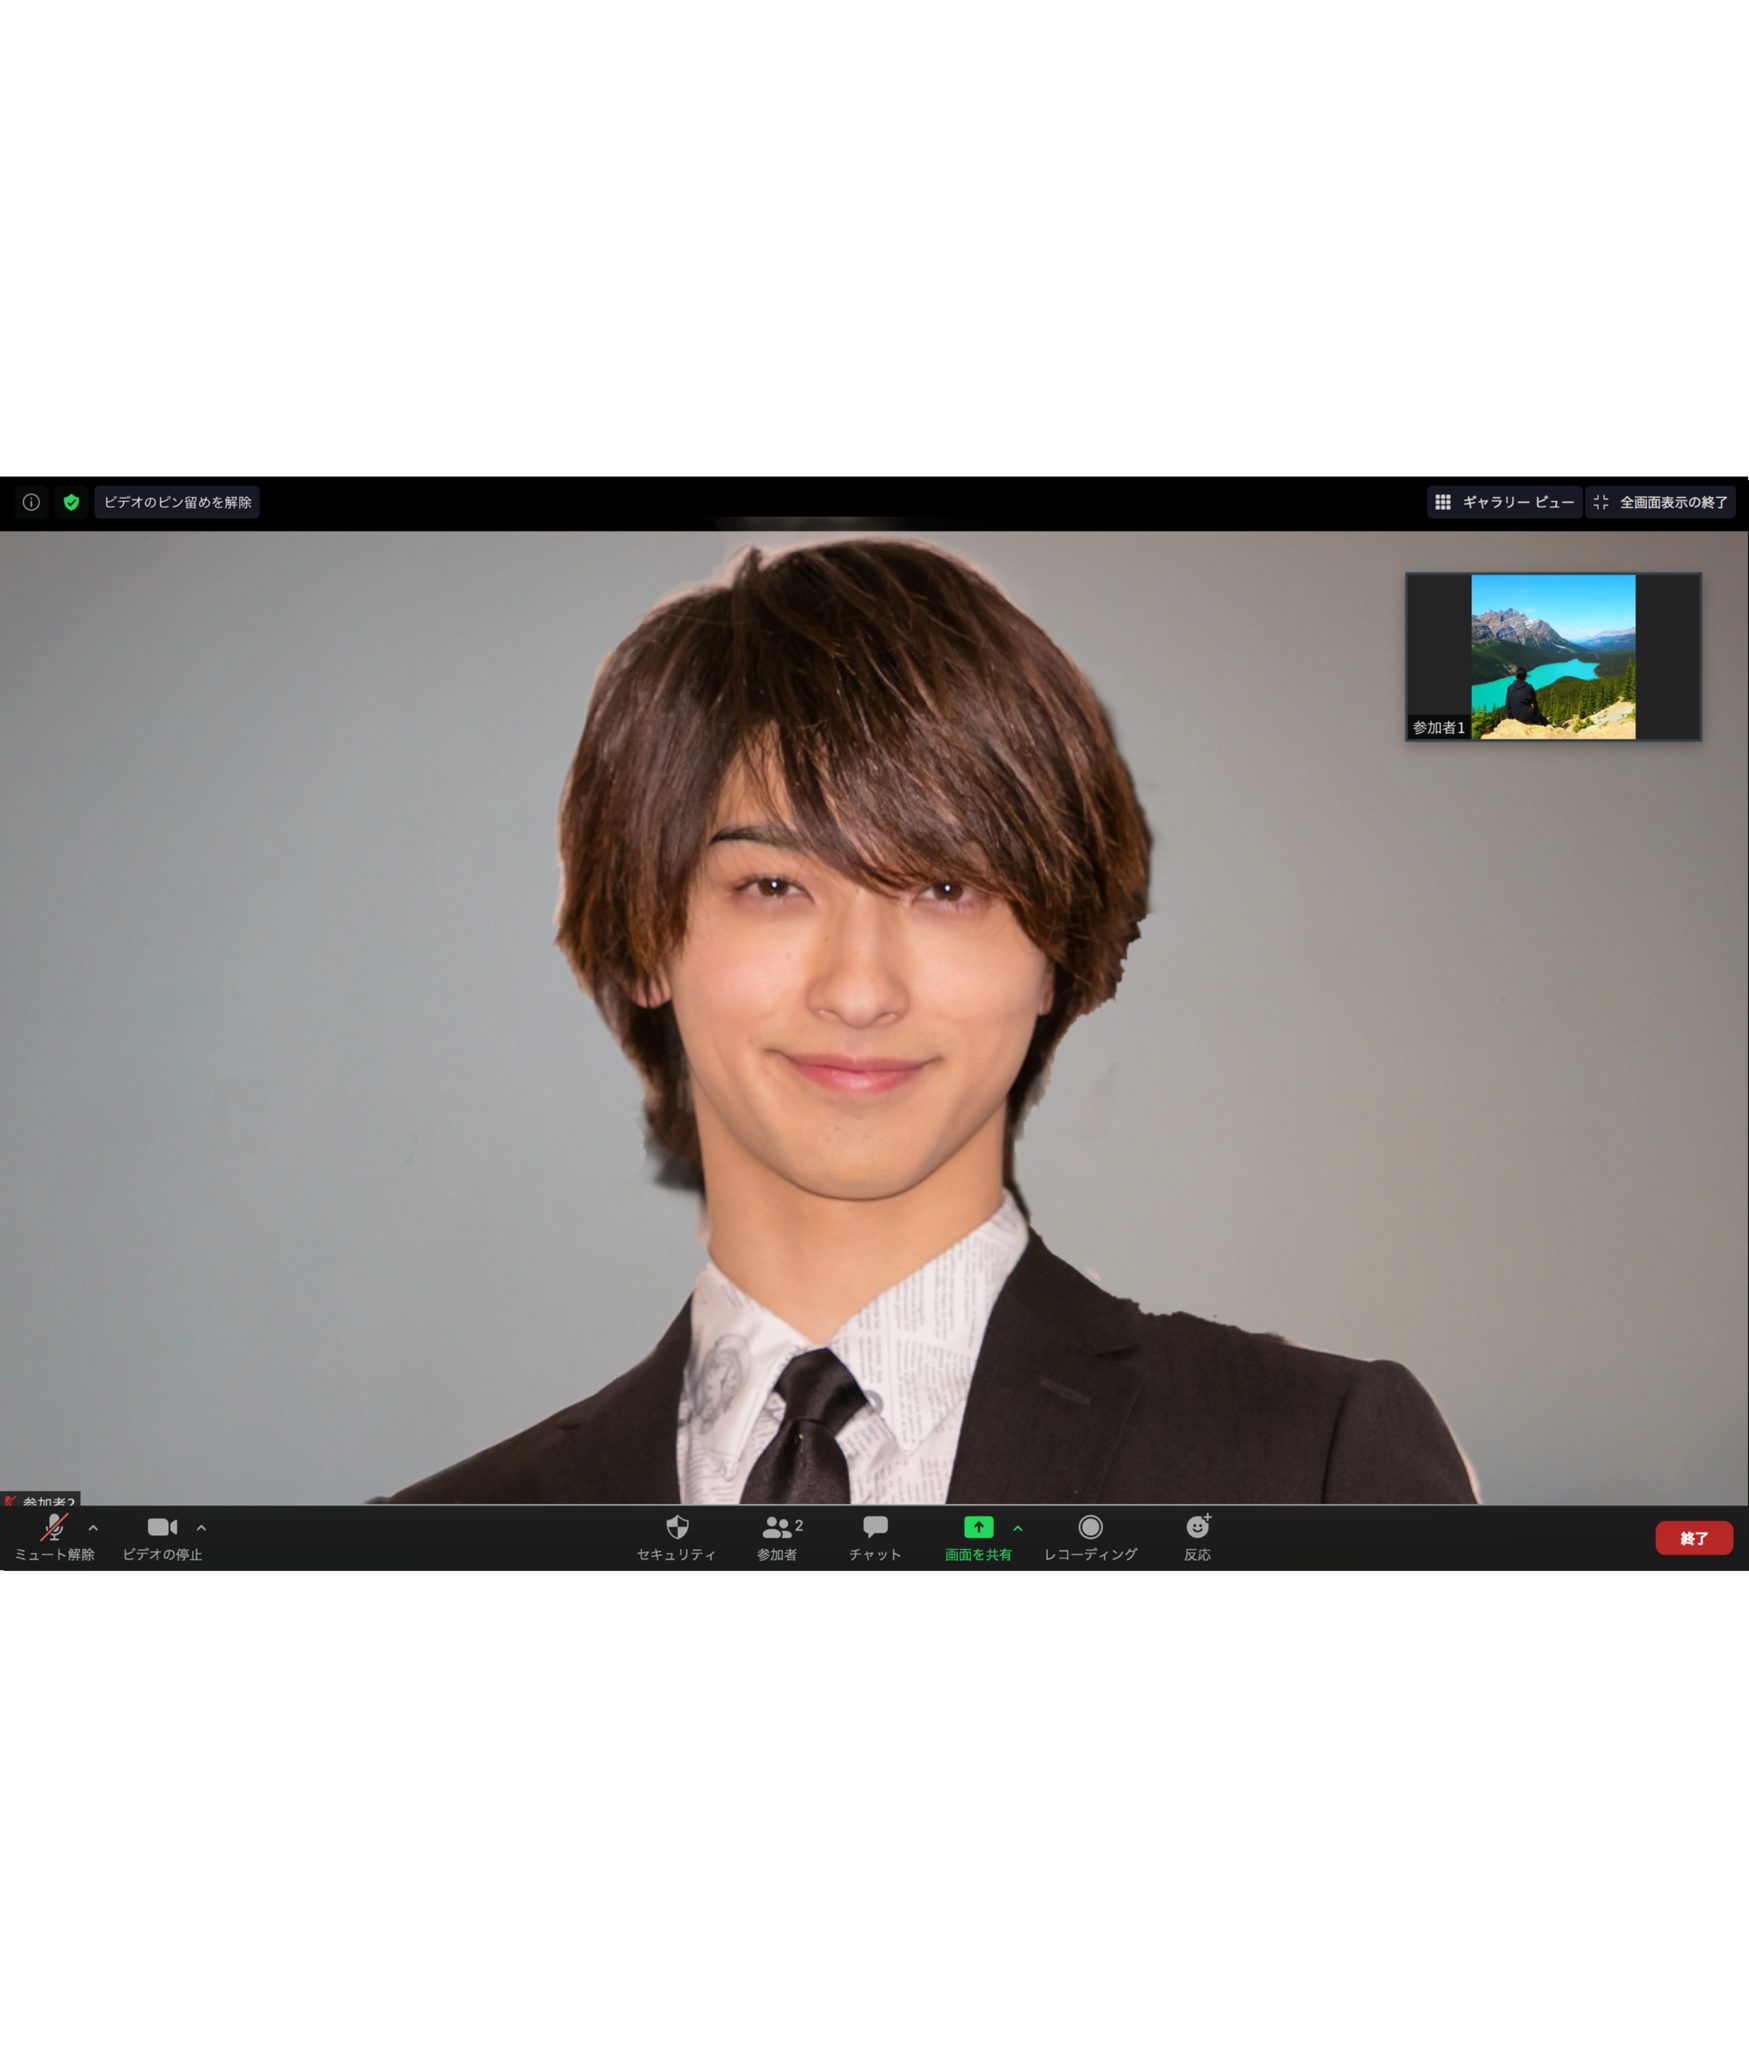 ビデオのピン留めを解除
ギャラリー ビュー
全画面表示の終了
参加者1
参加者2
ミュート解除
ビデオの停止
セキュリティ
2
参加者
チャット
画面を共有
レコーディング
反応
終了